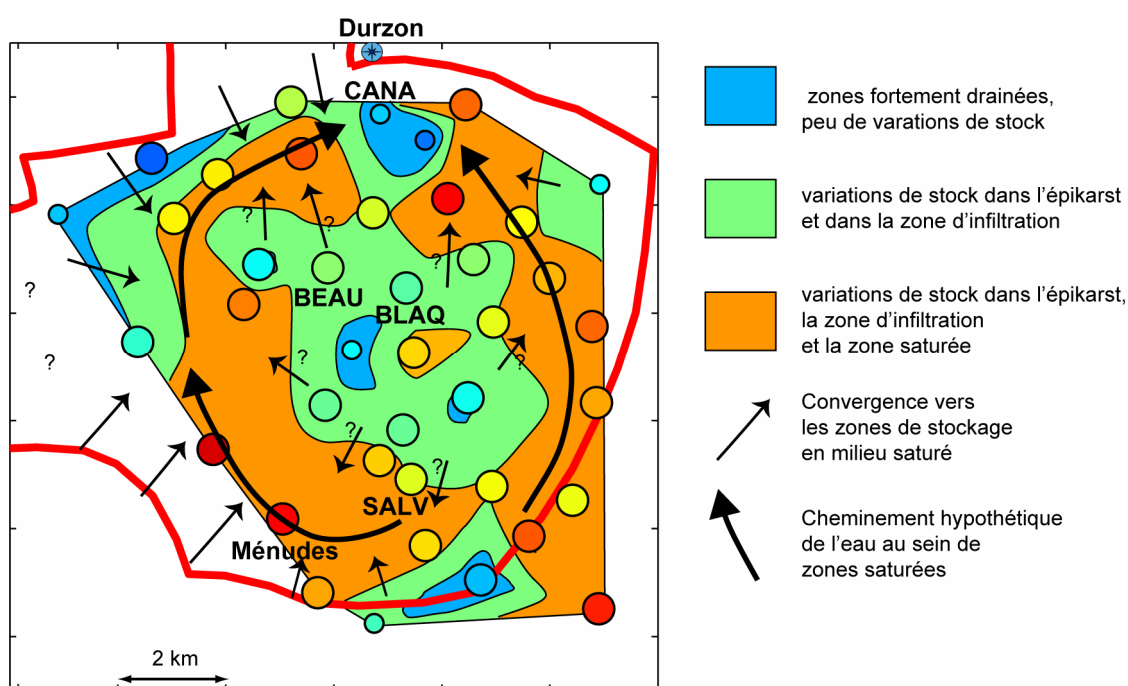 Durzon
CANA
BEAU
BLAQ
SALV
Ménudes
?
?
?
?
?
?
?
?
?
2 km
zones fortement drainées,
peu de varations de stock
variations de stock dans l'épikarst
et dans la zone d'infiltration
variations de stock dans l'épikarst,
la zone d'infiltration
et la zone saturée
Convergence vers
les zones de stockage
en milieu saturé
Cheminement hypothétique
de l'eau au sein de
zones saturées